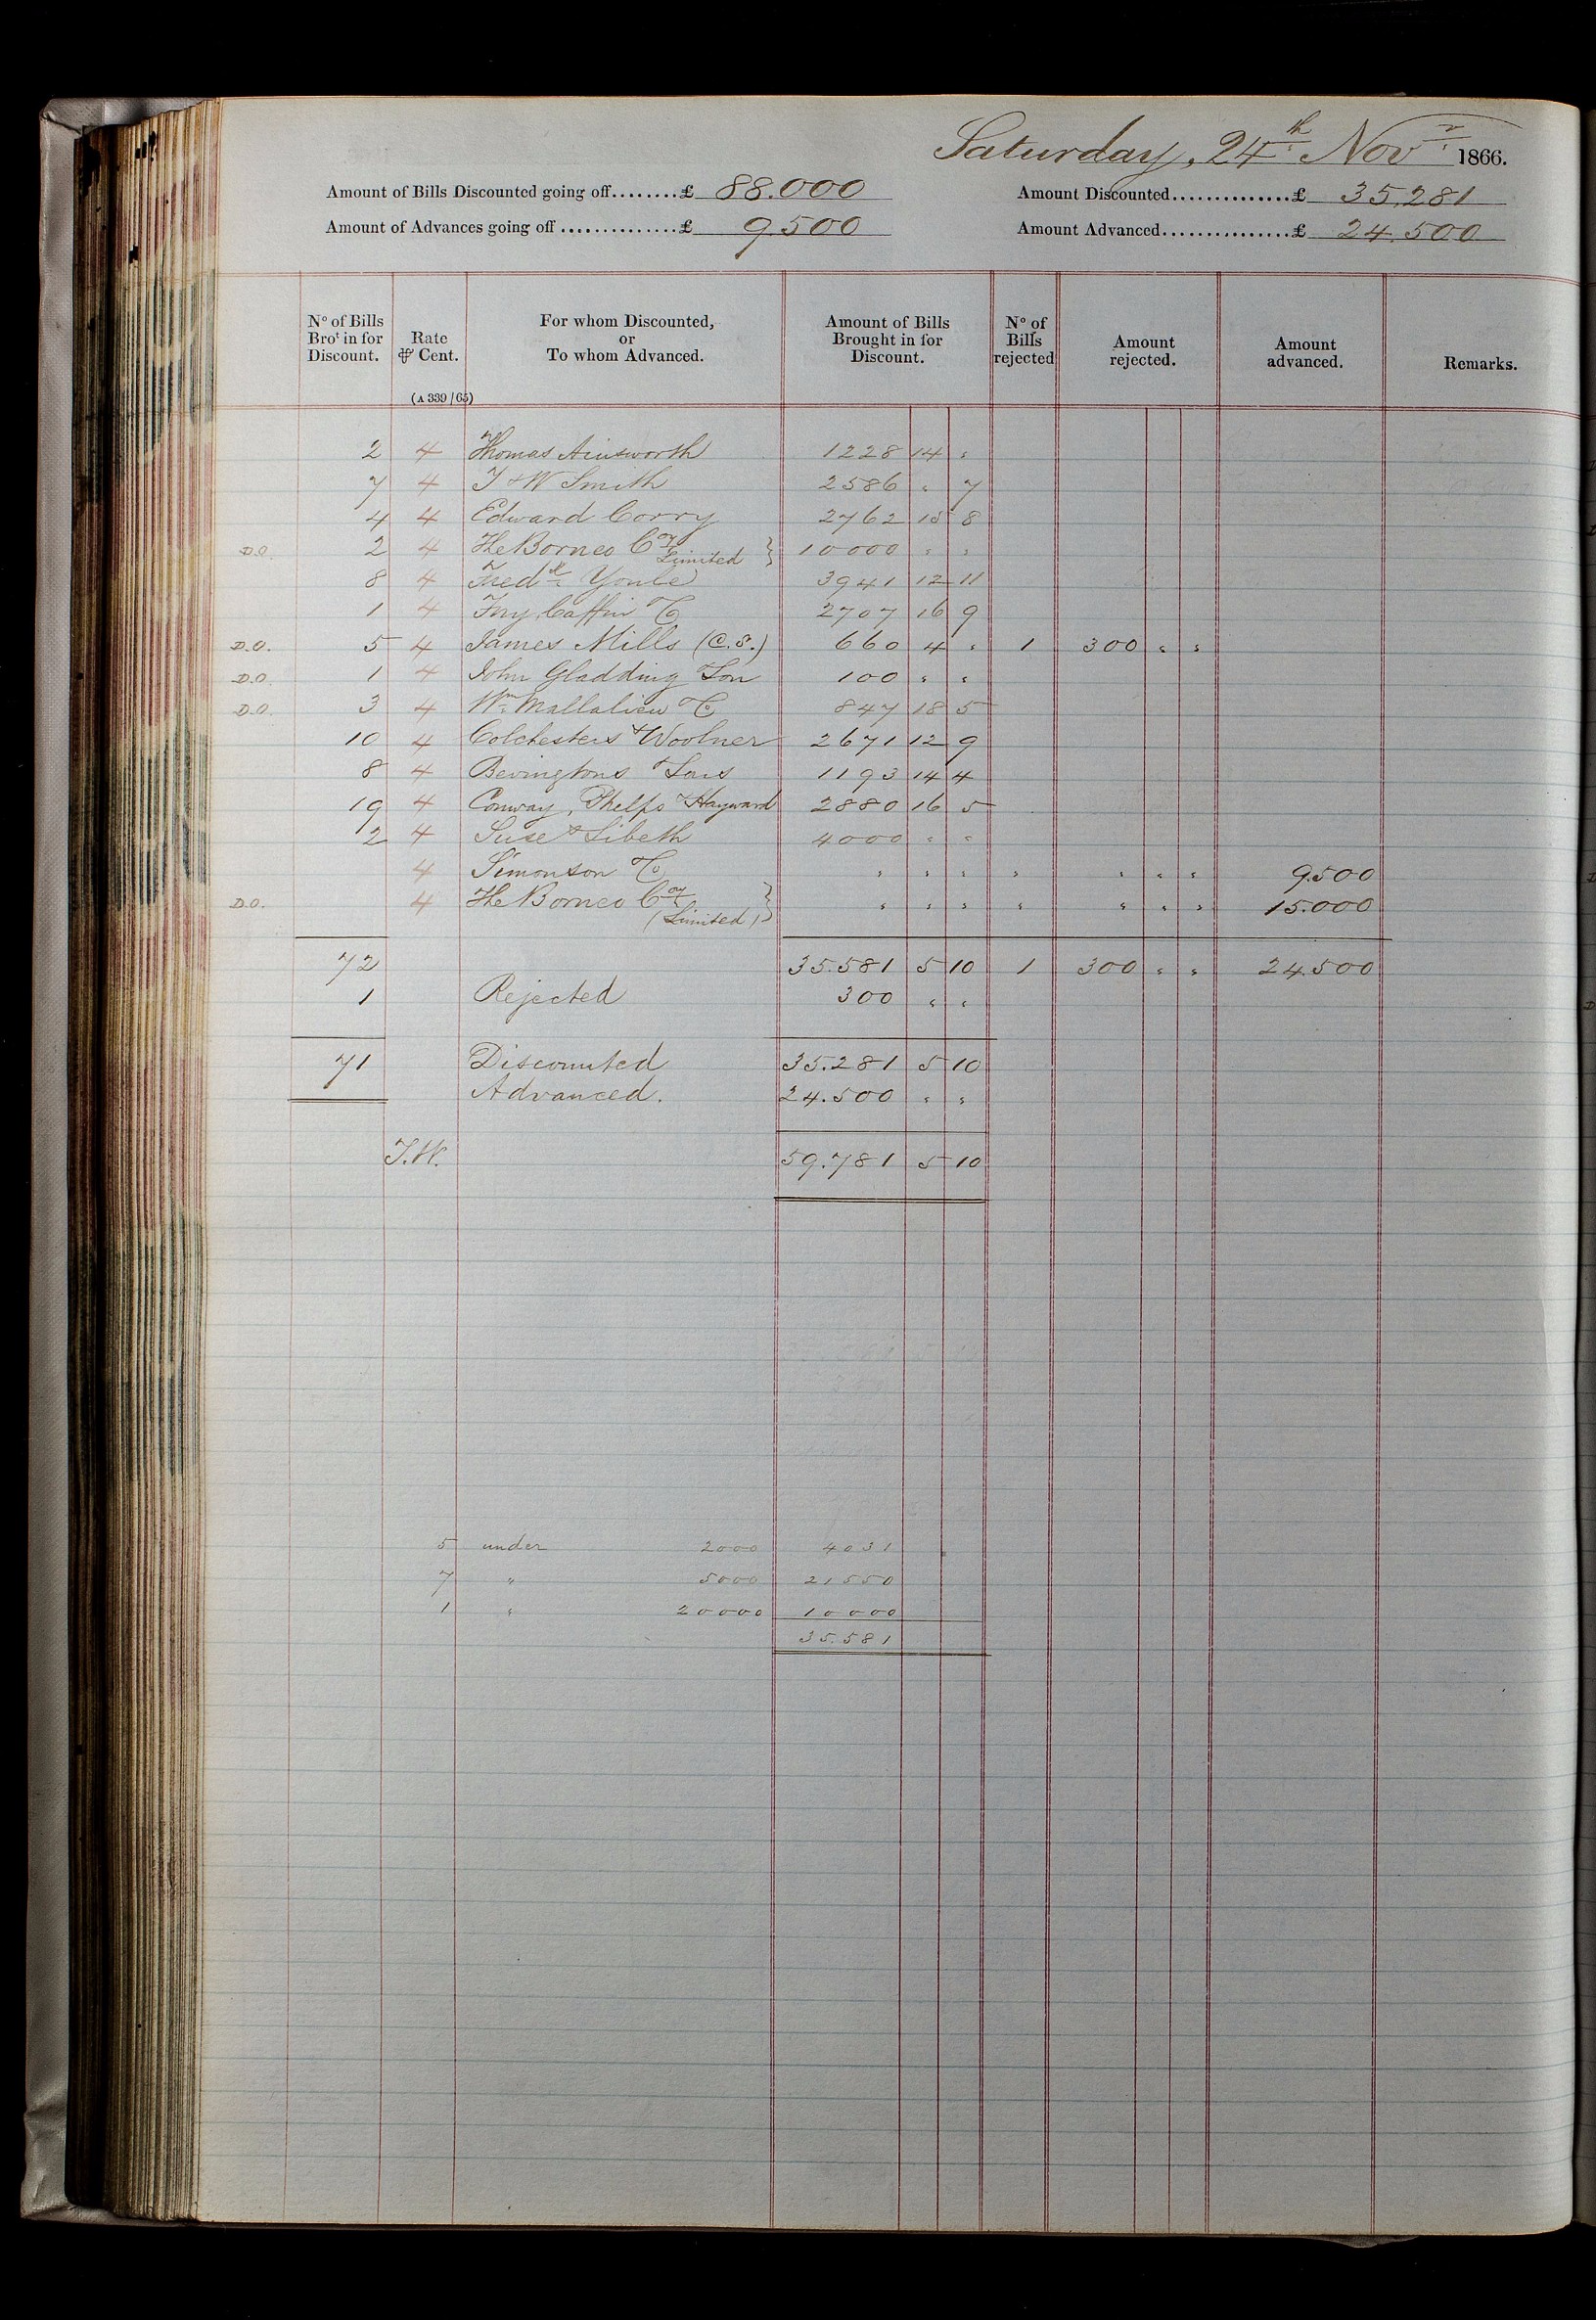 Saturday, 24th Novr 1866.
Amount of Bills Discounted going off........£ 88.000 Amount Discounted...............£ 35.281
Amount of Advances going off ..............£ 9.500 Amount Advanced................£ 24.500
No of Bills Brot in for Discount. Rate ⅌ Cent. For whom Discounted, or To whom Advanced. Amount of Bills Brought in for Discount. No of Bills rejected Amount rejected. Amount advanced. Remarks.
(A 339/65)
2 4 Thomas Ainsworth 1228 14 "
7 4 T & W Smith 2586 " 7
4 4 Edward Corry 2762 15 8
D.O. 2 4 The Borneo Coy Limited } 10000 " "
8 4 Fredk Youle 3941 12 11
1 4 Fry, Caffin & Co 2707 16 9
D.O. 5 4 James Mills (C.S.) 660 4 " 1 300 " "
D.O. 1 4 John Gladding & Son 100 " "
D.O. 3 4 Wm Mallalieu & Co 847 18 5
10 4 Colchesters & Woolner 2671 12 9
8 4 Bevingtons & Sons 1193 14 4
19 4 Conway, Phelps & Hayward 2880 16 5
2 4 Suse & Sibeth 4000 " "
4 Simonson & Co " " " " " " " 9.500
D.O. 4 The Borneo Coy (Limited) } " " " " " " " 15.000
72 35.581 5 10 1 300 " " 24.500
1 Rejected 300 " "
71 Discounted 35.281 5 10
Advanced. 24.500 " "
T.W. 59.781 5 10
5 under 2000 4031
7 " 5000 21550
1 " 20000 10000
35.581